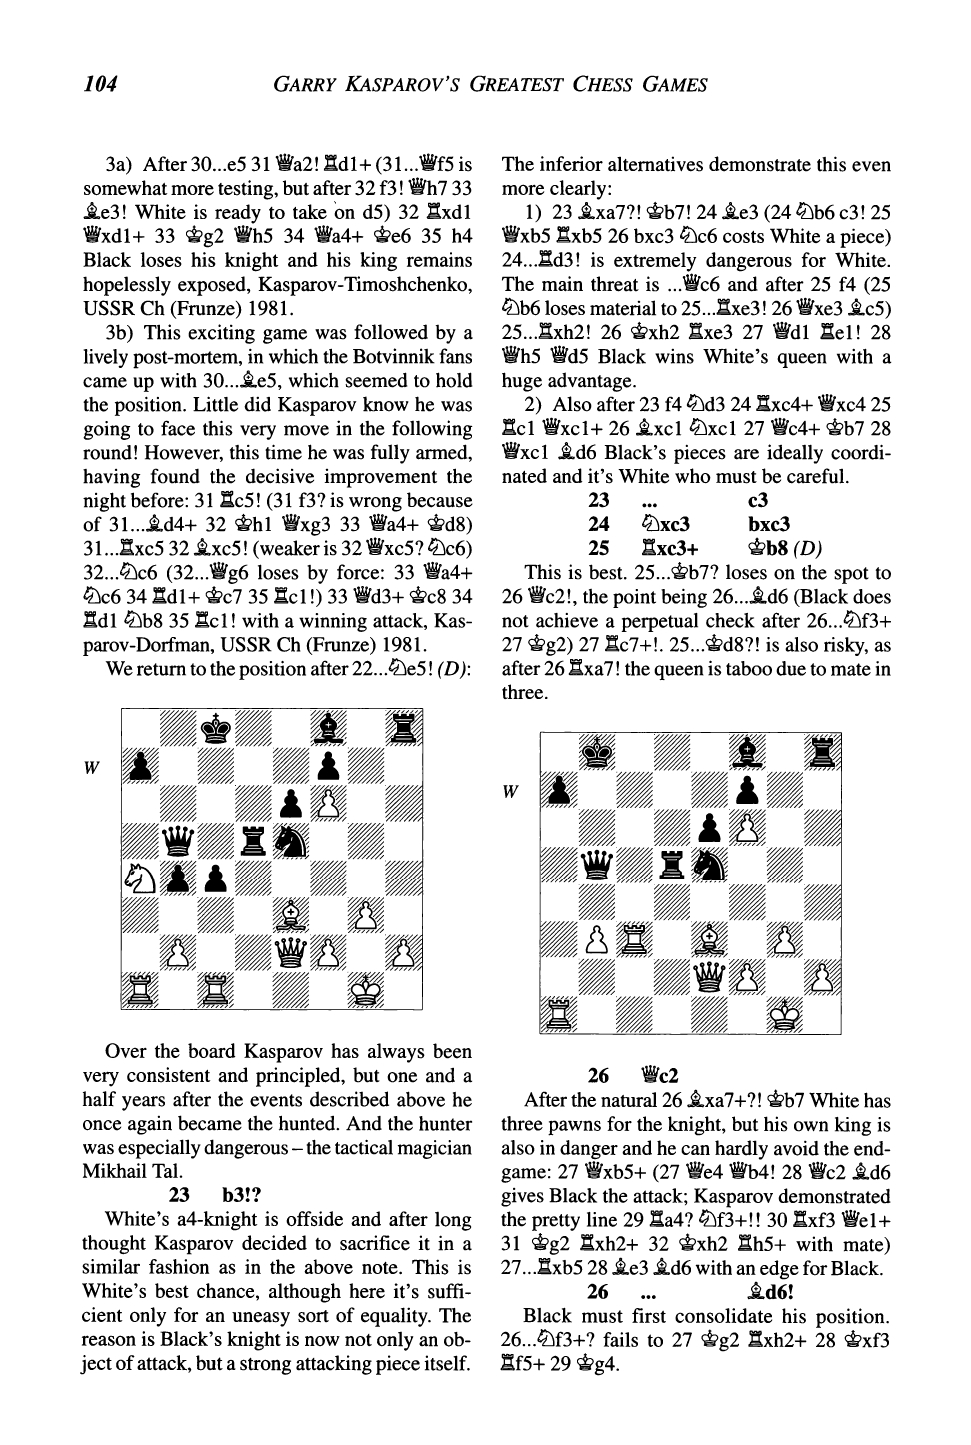 104
GARRY KASPAROV'S GREATEST CHESS GAMES
3a) After 30...e5 31 ♕a2! ♖d1+ (31...♕f5 is
somewhat more testing, but after 32 f3! ♕h7 33
♗e3! White is ready to take on d5) 32 ♖xd1
♕xd1+ 33 ♔g2 ♕h5 34 ♕a4+ ♔e6 35 h4
Black loses his knight and his king remains
hopelessly exposed, Kasparov-Timoshchenko,
USSR Ch (Frunze) 1981.
3b) This exciting game was followed by a
lively post-mortem, in which the Botvinnik fans
came up with 30...♗e5, which seemed to hold
the position. Little did Kasparov know he was
going to face this very move in the following
round! However, this time he was fully armed,
having found the decisive improvement the
night before: 31 ♖c5! (31 f3? is wrong because
of 31...♗d4+ 32 ♔h1 ♕xg3 33 ♕a4+ ♔d8)
31...♖xc5 32 ♗xc5! (weaker is 32 ♕xc5? ♘c6)
32...♘c6 (32...♕g6 loses by force: 33 ♕a4+
♘c6 34 ♖d1+ ♔c7 35 ♖c1!) 33 ♕d3+ ♔c8 34
♖d1 ♘b8 35 ♖c1! with a winning attack, Kas-
parov-Dorfman, USSR Ch (Frunze) 1981.
We return to the position after 22...♘e5! (D):
W
Over the board Kasparov has always been
very consistent and principled, but one and a
half years after the events described above he
once again became the hunted. And the hunter
was especially dangerous – the tactical magician
Mikhail Tal.
23 b3!?
White's a4-knight is offside and after long
thought Kasparov decided to sacrifice it in a
similar fashion as in the above note. This is
White's best chance, although here it's suffi-
cient only for an uneasy sort of equality. The
reason is Black's knight is now not only an ob-
ject of attack, but a strong attacking piece itself.
The inferior alternatives demonstrate this even
more clearly:
1) 23 ♗xa7?! ♔b7! 24 ♗e3 (24 ♘b6 c3! 25
♕xb5 ♖xb5 26 bxc3 ♘c6 costs White a piece)
24...♖d3! is extremely dangerous for White.
The main threat is ...♕c6 and after 25 f4 (25
♘b6 loses material to 25...♖xe3! 26 ♕xe3 ♗c5)
25...♖xh2! 26 ♔xh2 ♖xe3 27 ♕d1 ♖e1! 28
♕h5 ♕d5 Black wins White's queen with a
huge advantage.
2) Also after 23 f4 ♘d3 24 ♖xc4+ ♕xc4 25
♖c1 ♕xc1+ 26 ♗xc1 ♘xc1 27 ♕c4+ ♔b7 28
♕xc1 ♗d6 Black's pieces are ideally coordi-
nated and it's White who must be careful.
23 ... c3
24 ♘xc3 bxc3
25 ♖xc3+ ♔b8 (D)
This is best. 25...♔b7? loses on the spot to
26 ♕c2!, the point being 26...♗d6 (Black does
not achieve a perpetual check after 26...♘f3+
27 ♔g2) 27 ♖c7+!. 25...♔d8?! is also risky, as
after 26 ♖xa7! the queen is taboo due to mate in
three.
W
26 ♕c2
After the natural 26 ♗xa7+?! ♔b7 White has
three pawns for the knight, but his own king is
also in danger and he can hardly avoid the end-
game: 27 ♕xb5+ (27 ♕e4 ♕b4! 28 ♕c2 ♗d6
gives Black the attack; Kasparov demonstrated
the pretty line 29 ♖a4? ♘f3+!! 30 ♖xf3 ♕e1+
31 ♔g2 ♖xh2+ 32 ♔xh2 ♖h5+ with mate)
27...♖xb5 28 ♗e3 ♗d6 with an edge for Black.
26 ... ♗d6!
Black must first consolidate his position.
26...♘f3+? fails to 27 ♔g2 ♖xh2+ 28 ♔xf3
♖f5+ 29 ♔g4.